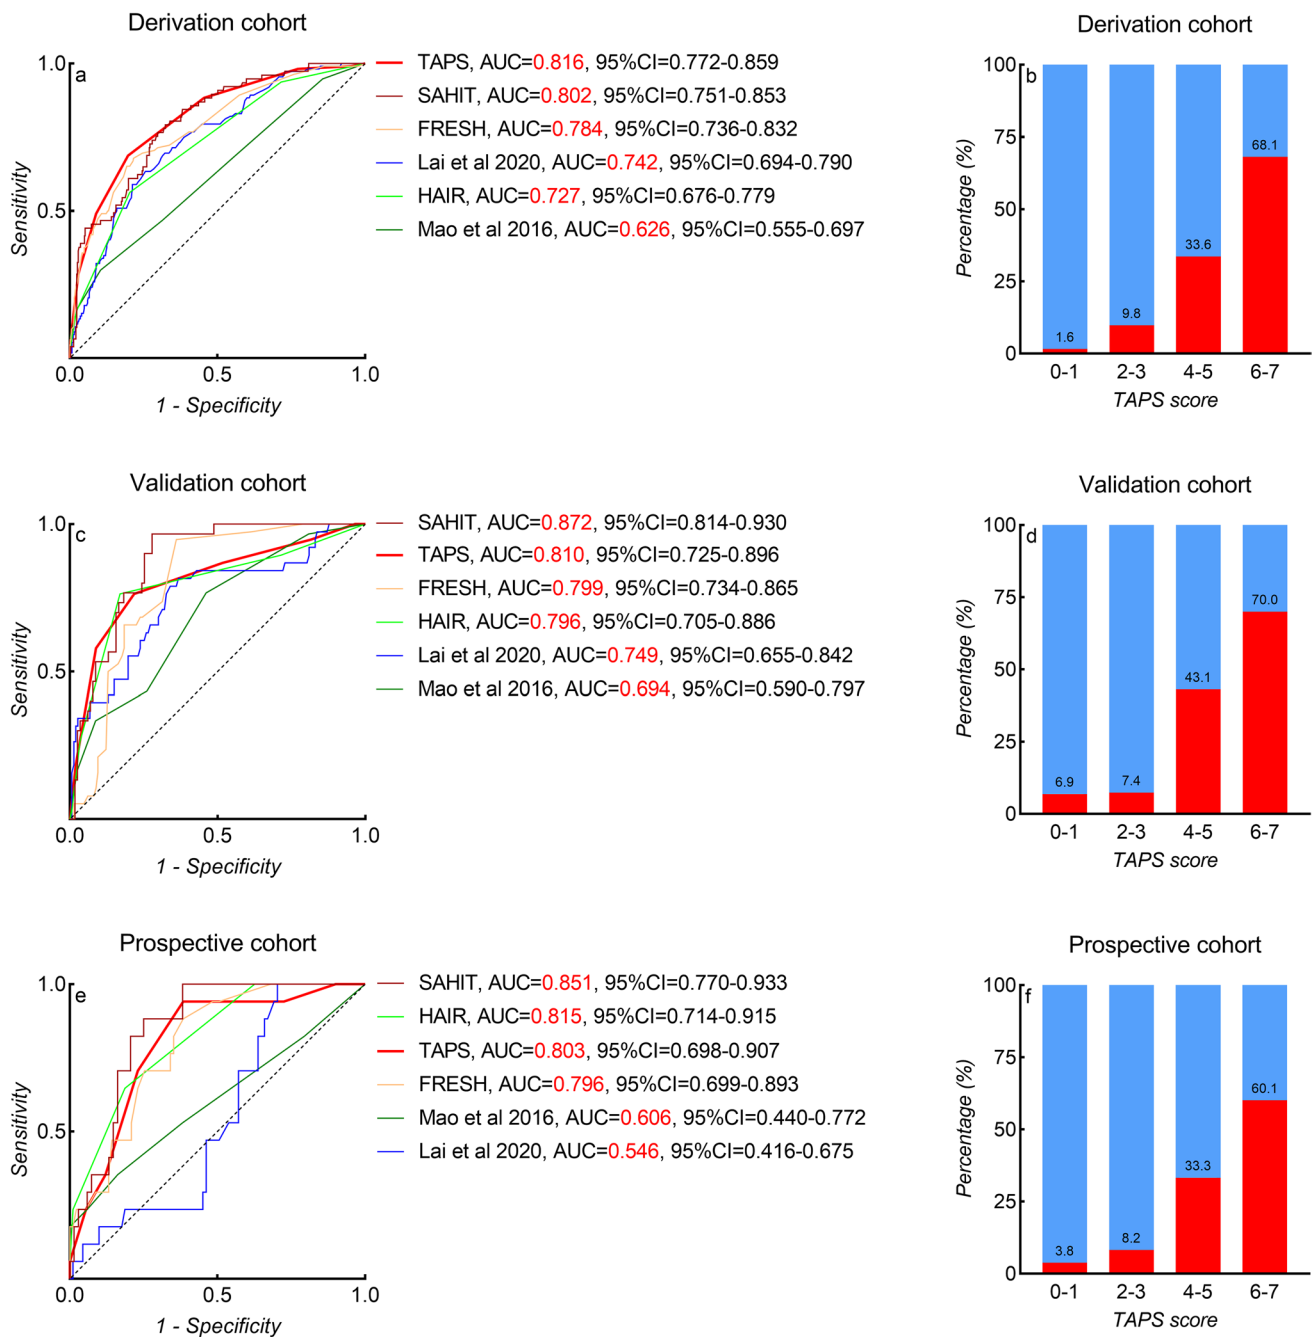 Derivation cohort
a
1.0
0.5
0.0
0.5
1.0
Sensitivity
1 - Specificity
TAPS, AUC=0.816, 95%CI=0.772-0.859
SAHIT, AUC=0.802, 95%CI=0.751-0.853
FRESH, AUC=0.784, 95%CI=0.736-0.832
Lai et al 2020, AUC=0.742, 95%CI=0.694-0.790
HAIR, AUC=0.727, 95%CI=0.676-0.779
Mao et al 2016, AUC=0.626, 95%CI=0.555-0.697
Derivation cohort
b
100
75
50
25
0
Percentage (%)
1.6
9.8
33.6
68.1
0-1
2-3
4-5
6-7
TAPS score
Validation cohort
c
1.0
0.5
0.0
0.5
1.0
Sensitivity
1 - Specificity
SAHIT, AUC=0.872, 95%CI=0.814-0.930
TAPS, AUC=0.810, 95%CI=0.725-0.896
FRESH, AUC=0.799, 95%CI=0.734-0.865
HAIR, AUC=0.796, 95%CI=0.705-0.886
Lai et al 2020, AUC=0.749, 95%CI=0.655-0.842
Mao et al 2016, AUC=0.694, 95%CI=0.590-0.797
Validation cohort
d
100
75
50
25
0
Percentage (%)
6.9
7.4
43.1
70.0
0-1
2-3
4-5
6-7
TAPS score
Prospective cohort
e
1.0
0.5
0.0
0.5
1.0
Sensitivity
1 - Specificity
SAHIT, AUC=0.851, 95%CI=0.770-0.933
HAIR, AUC=0.815, 95%CI=0.714-0.915
TAPS, AUC=0.803, 95%CI=0.698-0.907
FRESH, AUC=0.796, 95%CI=0.699-0.893
Mao et al 2016, AUC=0.606, 95%CI=0.440-0.772
Lai et al 2020, AUC=0.546, 95%CI=0.416-0.675
Prospective cohort
f
100
75
50
25
0
Percentage (%)
3.8
8.2
33.3
60.1
0-1
2-3
4-5
6-7
TAPS score